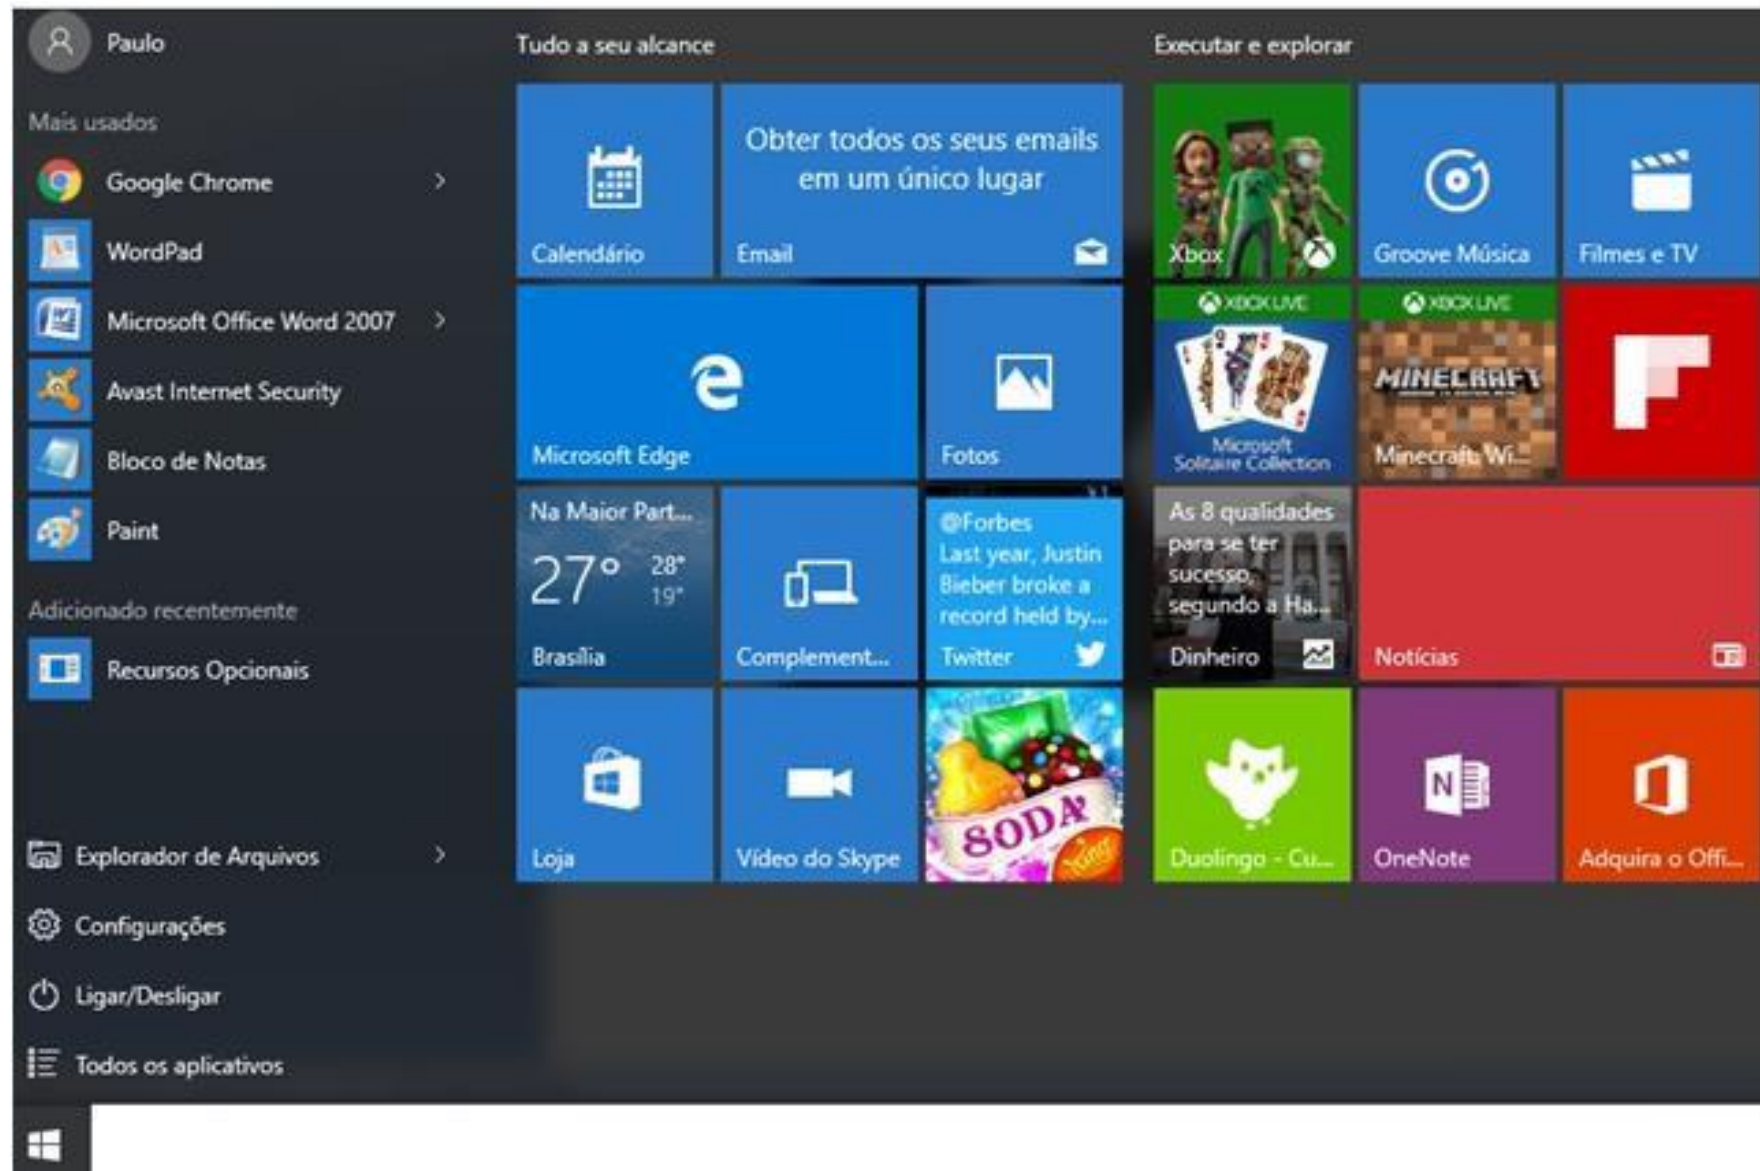 Paulo
Mais usados
Google Chrome
WordPad
Microsoft Office Word 2007
Avast Internet Security
Bloco de Notas
Paint
Adicionado recentemente
Recursos Opcionais
Explorador de Arquivos
Configurações
Ligar/Desligar
Todos os aplicativos
Tudo a seu alcance
Calendário
Obter todos os seus emails
em um único lugar
Email
Microsoft Edge
Fotos
Na Maior Part...
27°
28°
19°
Brasília
Complement...
@Forbes
Last year, Justin
Bieber broke a
record held by...
Twitter
Loja
Vídeo do Skype
SODA
King
Executar e explorar
Xbox
Groove Música
Filmes e TV
XBOX LIVE
Microsoft
Solitaire Collection
XBOX LIVE
MINECRAFT
Minecraft: Wi...
As 8 qualidades
para se ter
sucesso,
segundo a Ha...
Dinheiro
Notícias
Duolingo - Cu...
N
OneNote
Adquira o Offi...